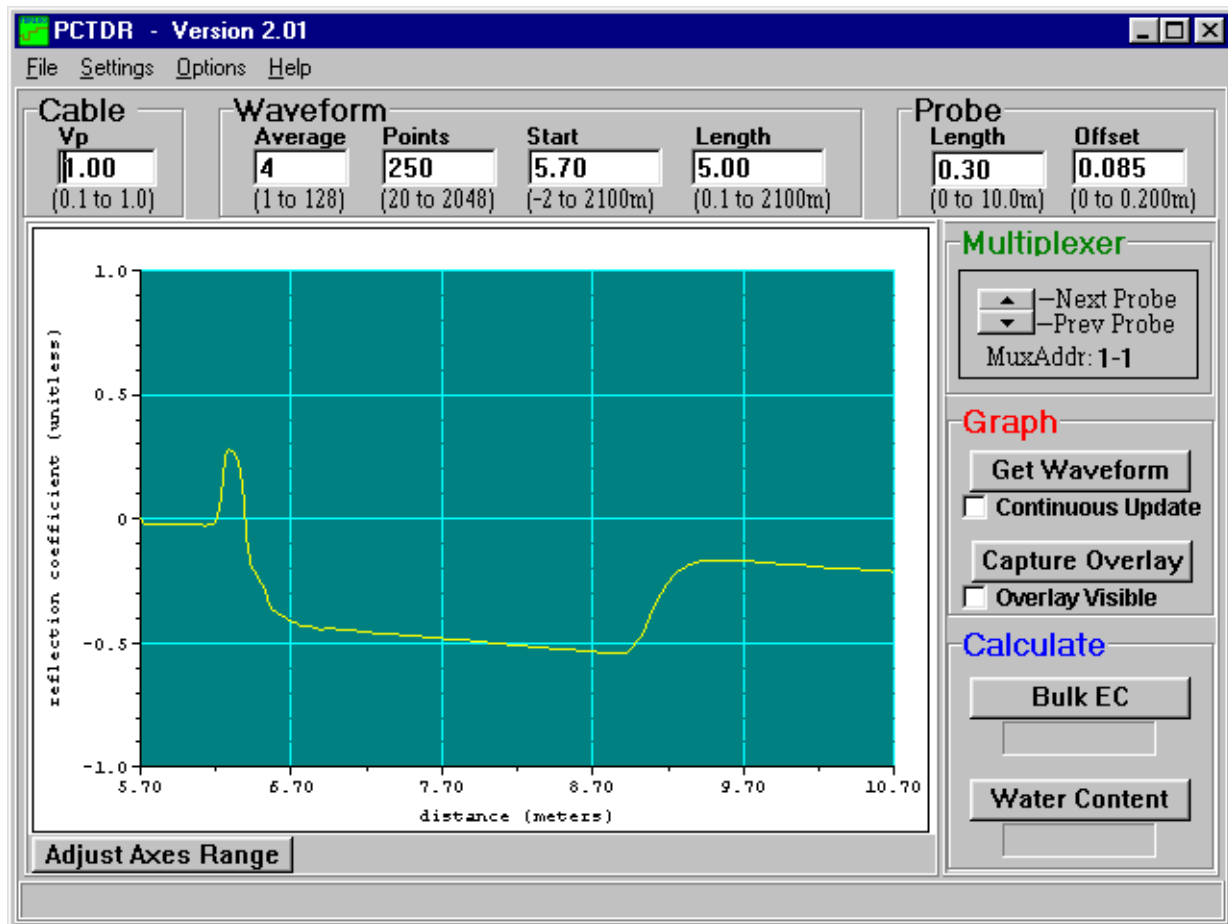 PCTDR - Version 2.01
File Settings Options Help
Cable
Vp
1.00
(0.1 to 1.0)
Waveform
Average Points Start Length
4 250 5.70 5.00
(1 to 128) (20 to 2048) (-2 to 2100m) (0.1 to 2100m)
Probe
Length Offset
0.30 0.085
(0 to 10.0m) (0 to 0.200m)
reflection coefficient (unitless)
1.0
0.5
0
-0.5
-1.0
5.70 6.70 7.70 8.70 9.70 10.70
distance (meters)
Adjust Axes Range
Multiplexer
Next Probe
Prev Probe
MuxAddr: 1-1
Graph
Get Waveform
Continuous Update
Capture Overlay
Overlay Visible
Calculate
Bulk EC
Water Content